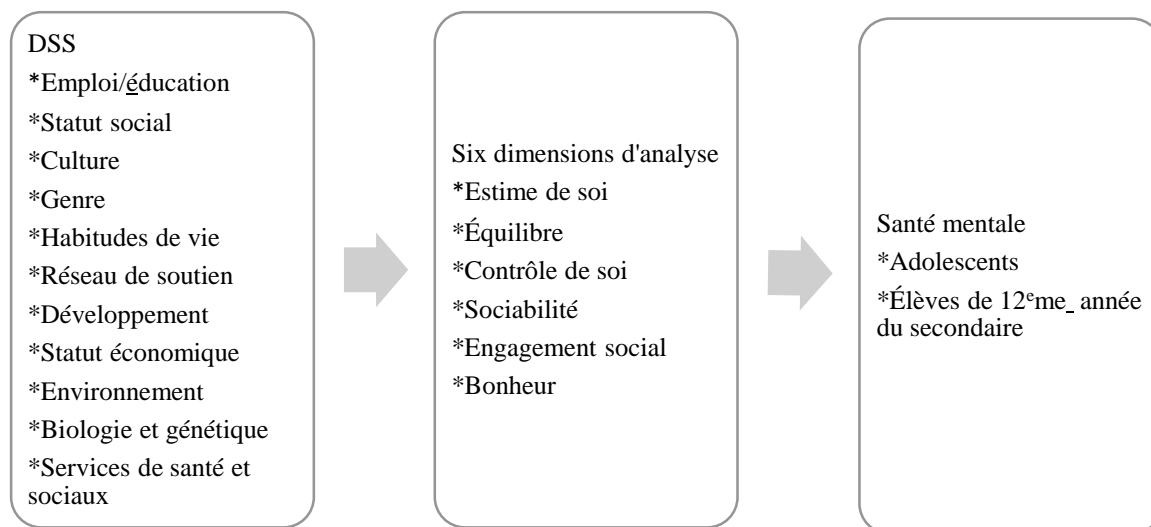 DSS
*Emploi/éducation
*Statut social
*Culture
*Genre
*Habitudes de vie
*Réseau de soutien
*Développement
*Statut économique
*Environnement
*Biologie et génétique
*Services de santé et
sociaux
Six dimensions d'analyse
*Estime de soi
*Équilibre
*Contrôle de soi
*Sociabilité
*Engagement social
*Bonheur
Santé mentale
*Adolescents
*Élèves de 12ᵉme_ année
du secondaire